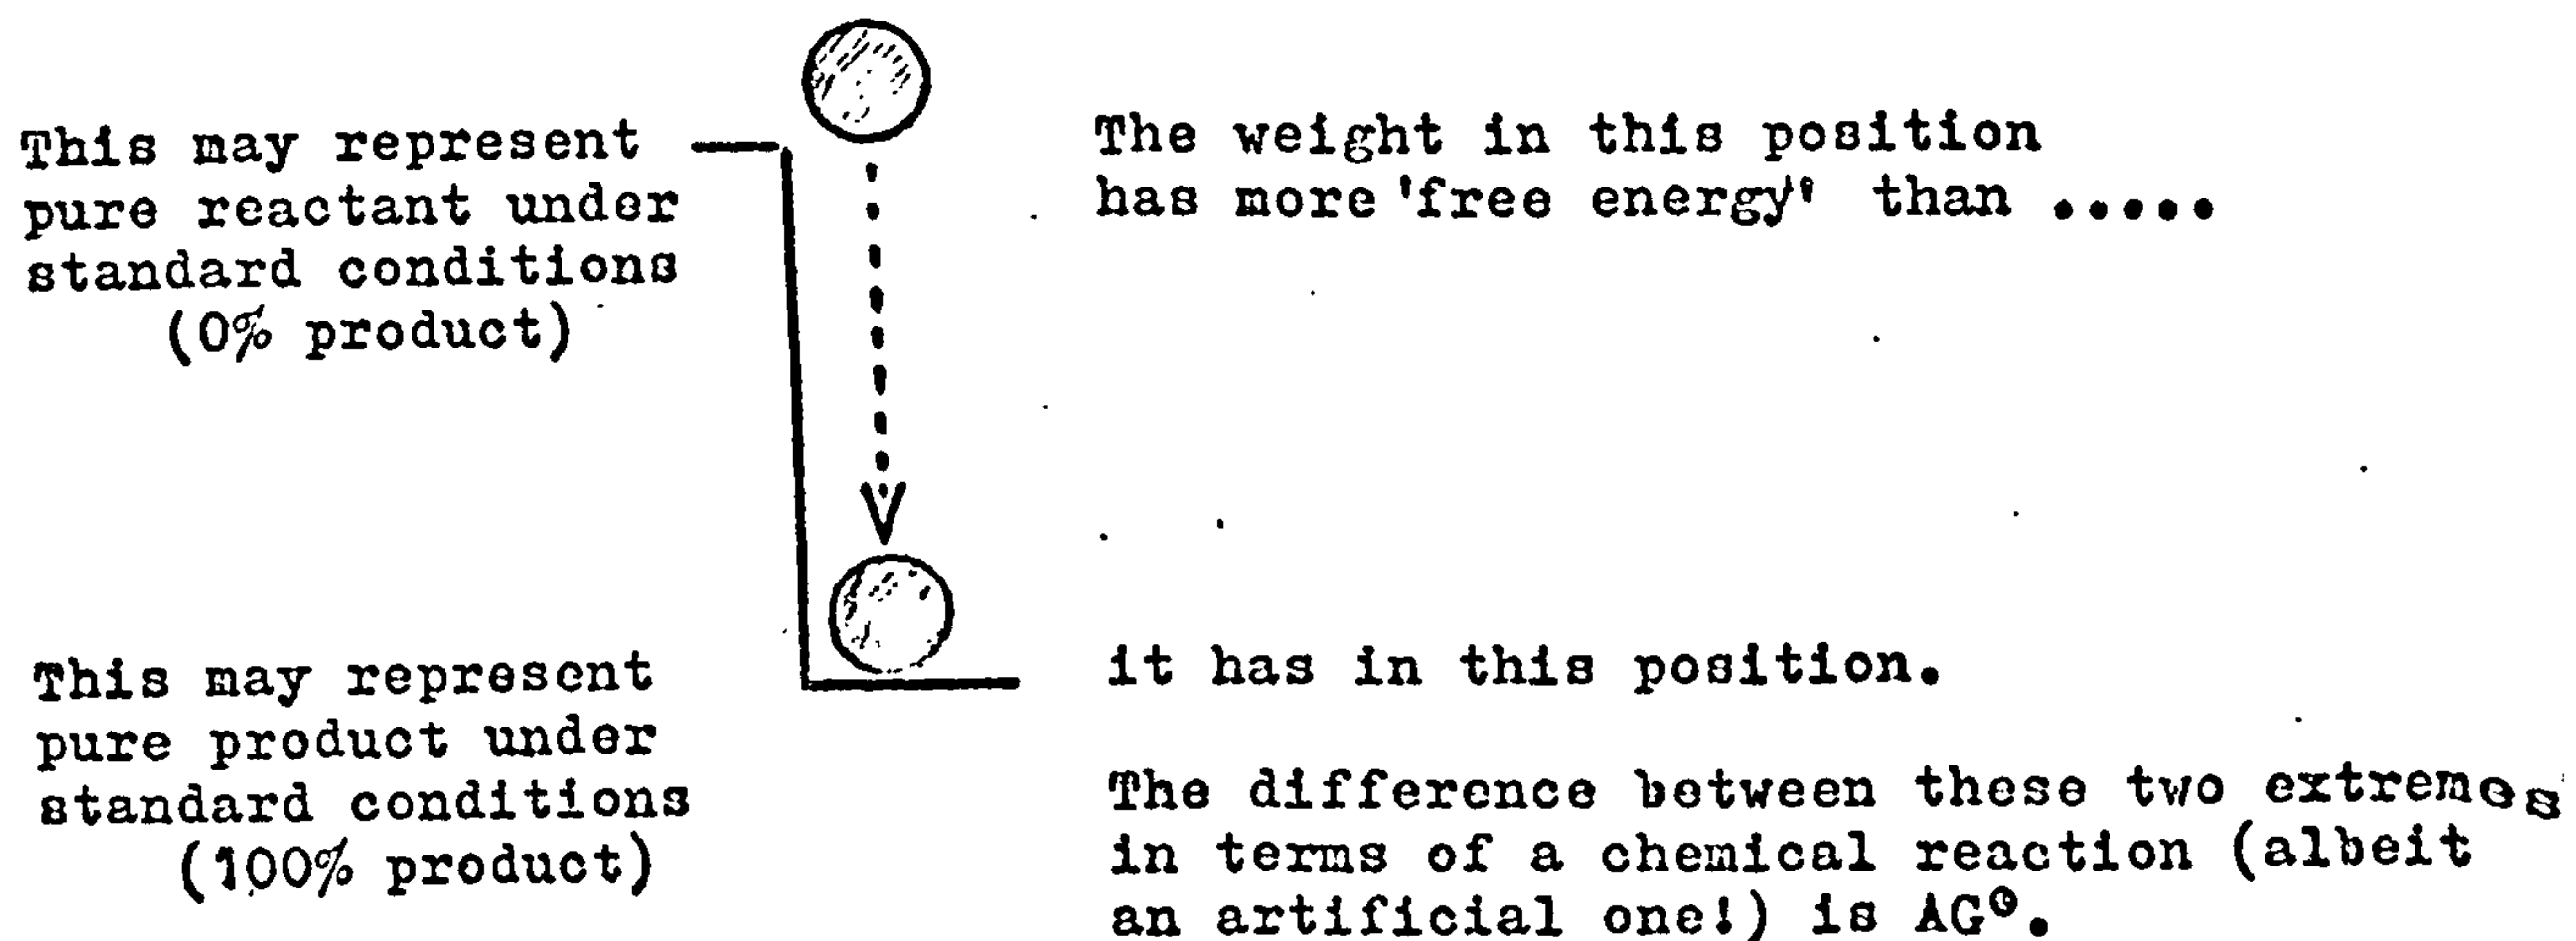 This may represent
pure reactant under
standard conditions
(0% product)
The weight in this position
has more 'free energy' than .....
This may represent
pure product under
standard conditions
(100% product)
it has in this position.
The difference between these two extremes
in terms of a chemical reaction (albeit
an artificial one!) is AG°.